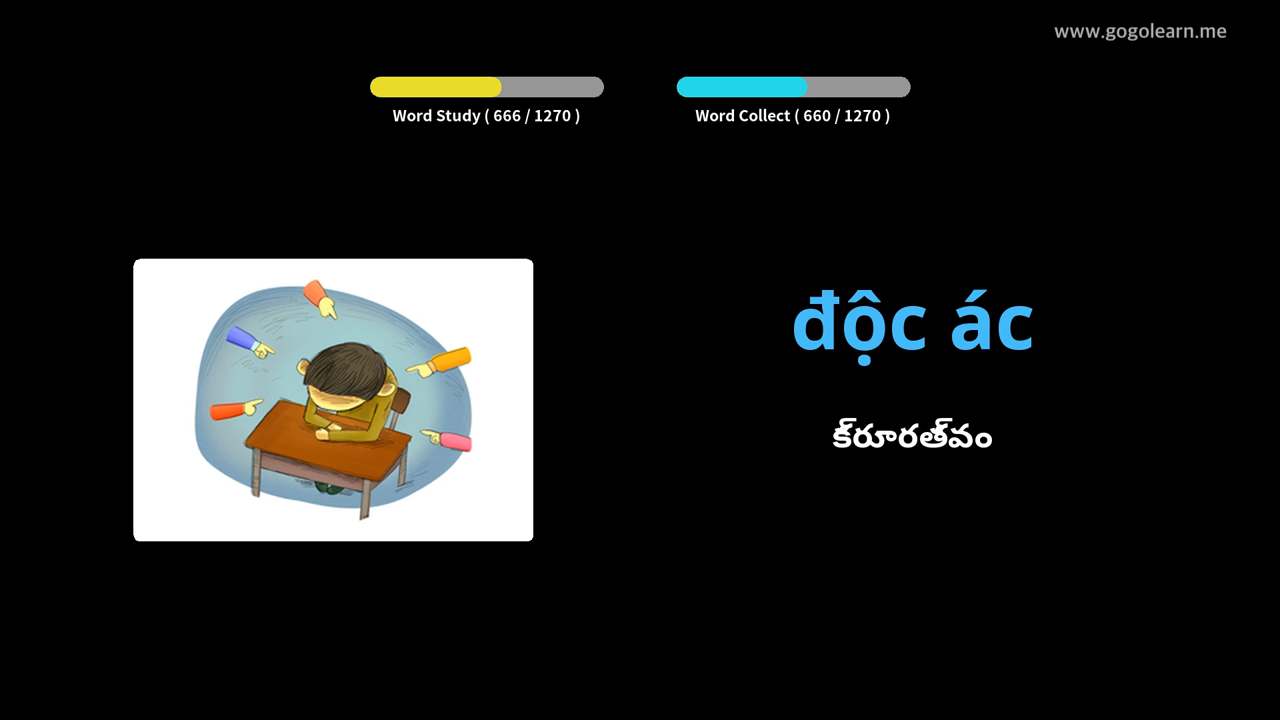 www.gogolearn.me
Word Study ( 666 / 1270 )
Word Collect ( 660 / 1270 )
độc ác
క్‌రూరత్‌వం